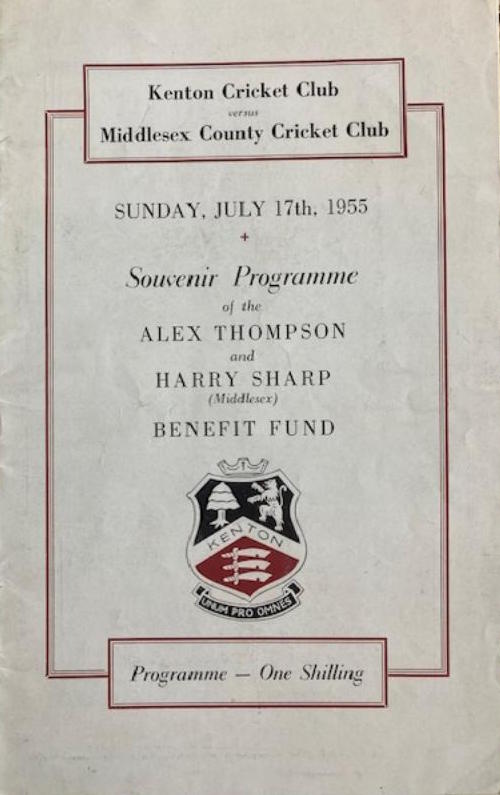 Kenton Cricket Club
versus
Middlesex County Cricket Club
SUNDAY, JULY 17th, 1955
+
Souvenir Programme
of the
ALEX THOMPSON
and
HARRY SHARP
(Middlesex)
BENEFIT FUND
KENTON
UNUM PRO OMNES
Programme — One Shilling